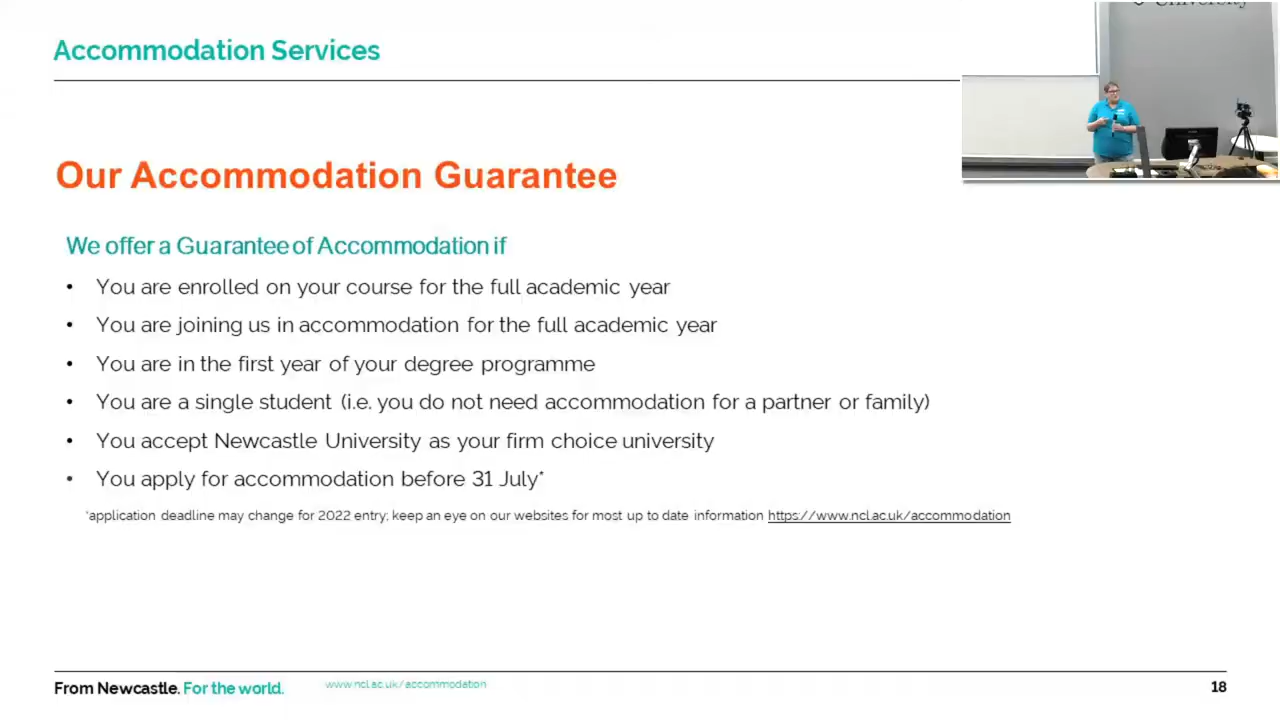 Accommodation Services
University
Our Accommodation Guarantee
We offer a Guarantee of Accommodation if
• You are enrolled on your course for the full academic year
• You are joining us in accommodation for the full academic year
• You are in the first year of your degree programme
• You are a single student (i.e. you do not need accommodation for a partner or family)
• You accept Newcastle University as your firm choice university
• You apply for accommodation before 31 July*
*application deadline may change for 2022 entry; keep an eye on our websites for most up to date information https://www.ncl.ac.uk/accommodation
From Newcastle. For the world.
www.ncl.ac.uk/accommodation
18